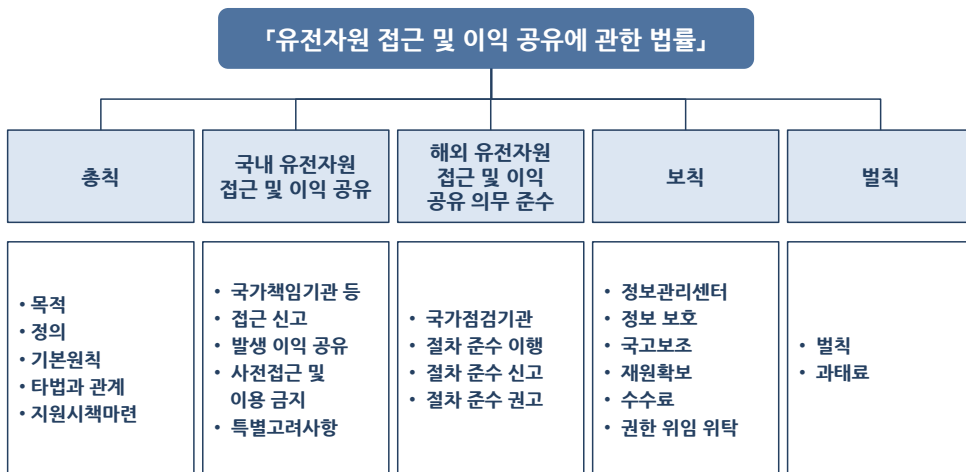 「유전자원 접근 및 이익 공유에 관한 법률」
총칙
국내 유전자원
접근 및 이익 공유
해외 유전자원
접근 및 이익
공유 의무 준수
보칙
벌칙
• 목적
• 정의
• 기본원칙
• 타법과 관계
• 지원시책마련
• 국가책임기관 등
• 접근 신고
• 발생 이익 공유
• 사전접근 및
이용 금지
• 특별고려사항
• 국가점검기관
• 절차 준수 이행
• 절차 준수 신고
• 절차 준수 권고
• 정보관리센터
• 정보 보호
• 국고보조
• 재원확보
• 수수료
• 권한 위임 위탁
• 벌칙
• 과태료